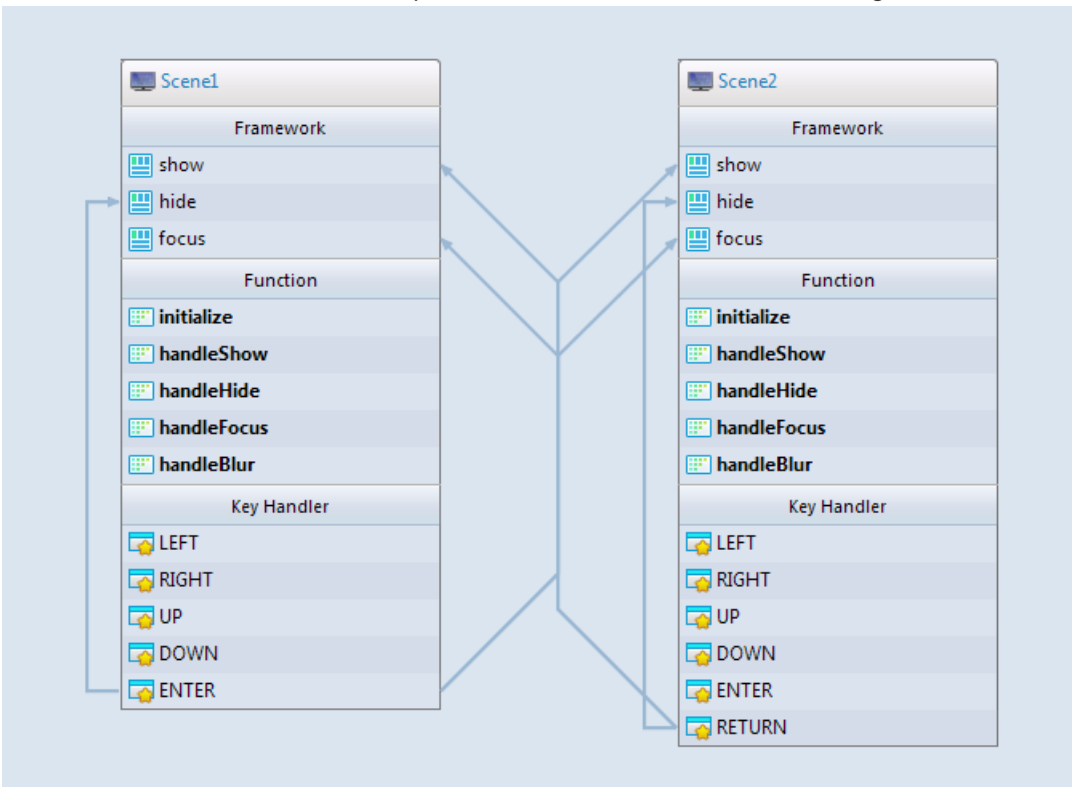 Scene1
Framework
show
hide
focus
Function
initialize
handleShow
handleHide
handleFocus
handleBlur
Key Handler
LEFT
RIGHT
UP
DOWN
ENTER
Scene2
Framework
show
hide
focus
Function
initialize
handleShow
handleHide
handleFocus
handleBlur
Key Handler
LEFT
RIGHT
UP
DOWN
ENTER
RETURN